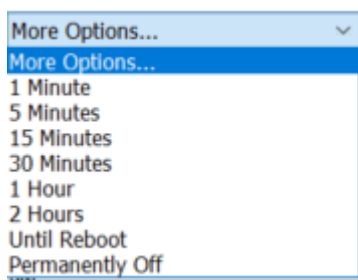 More Options...
More Options...
1 Minute
5 Minutes
15 Minutes
30 Minutes
1 Hour
2 Hours
Until Reboot
Permanently Off